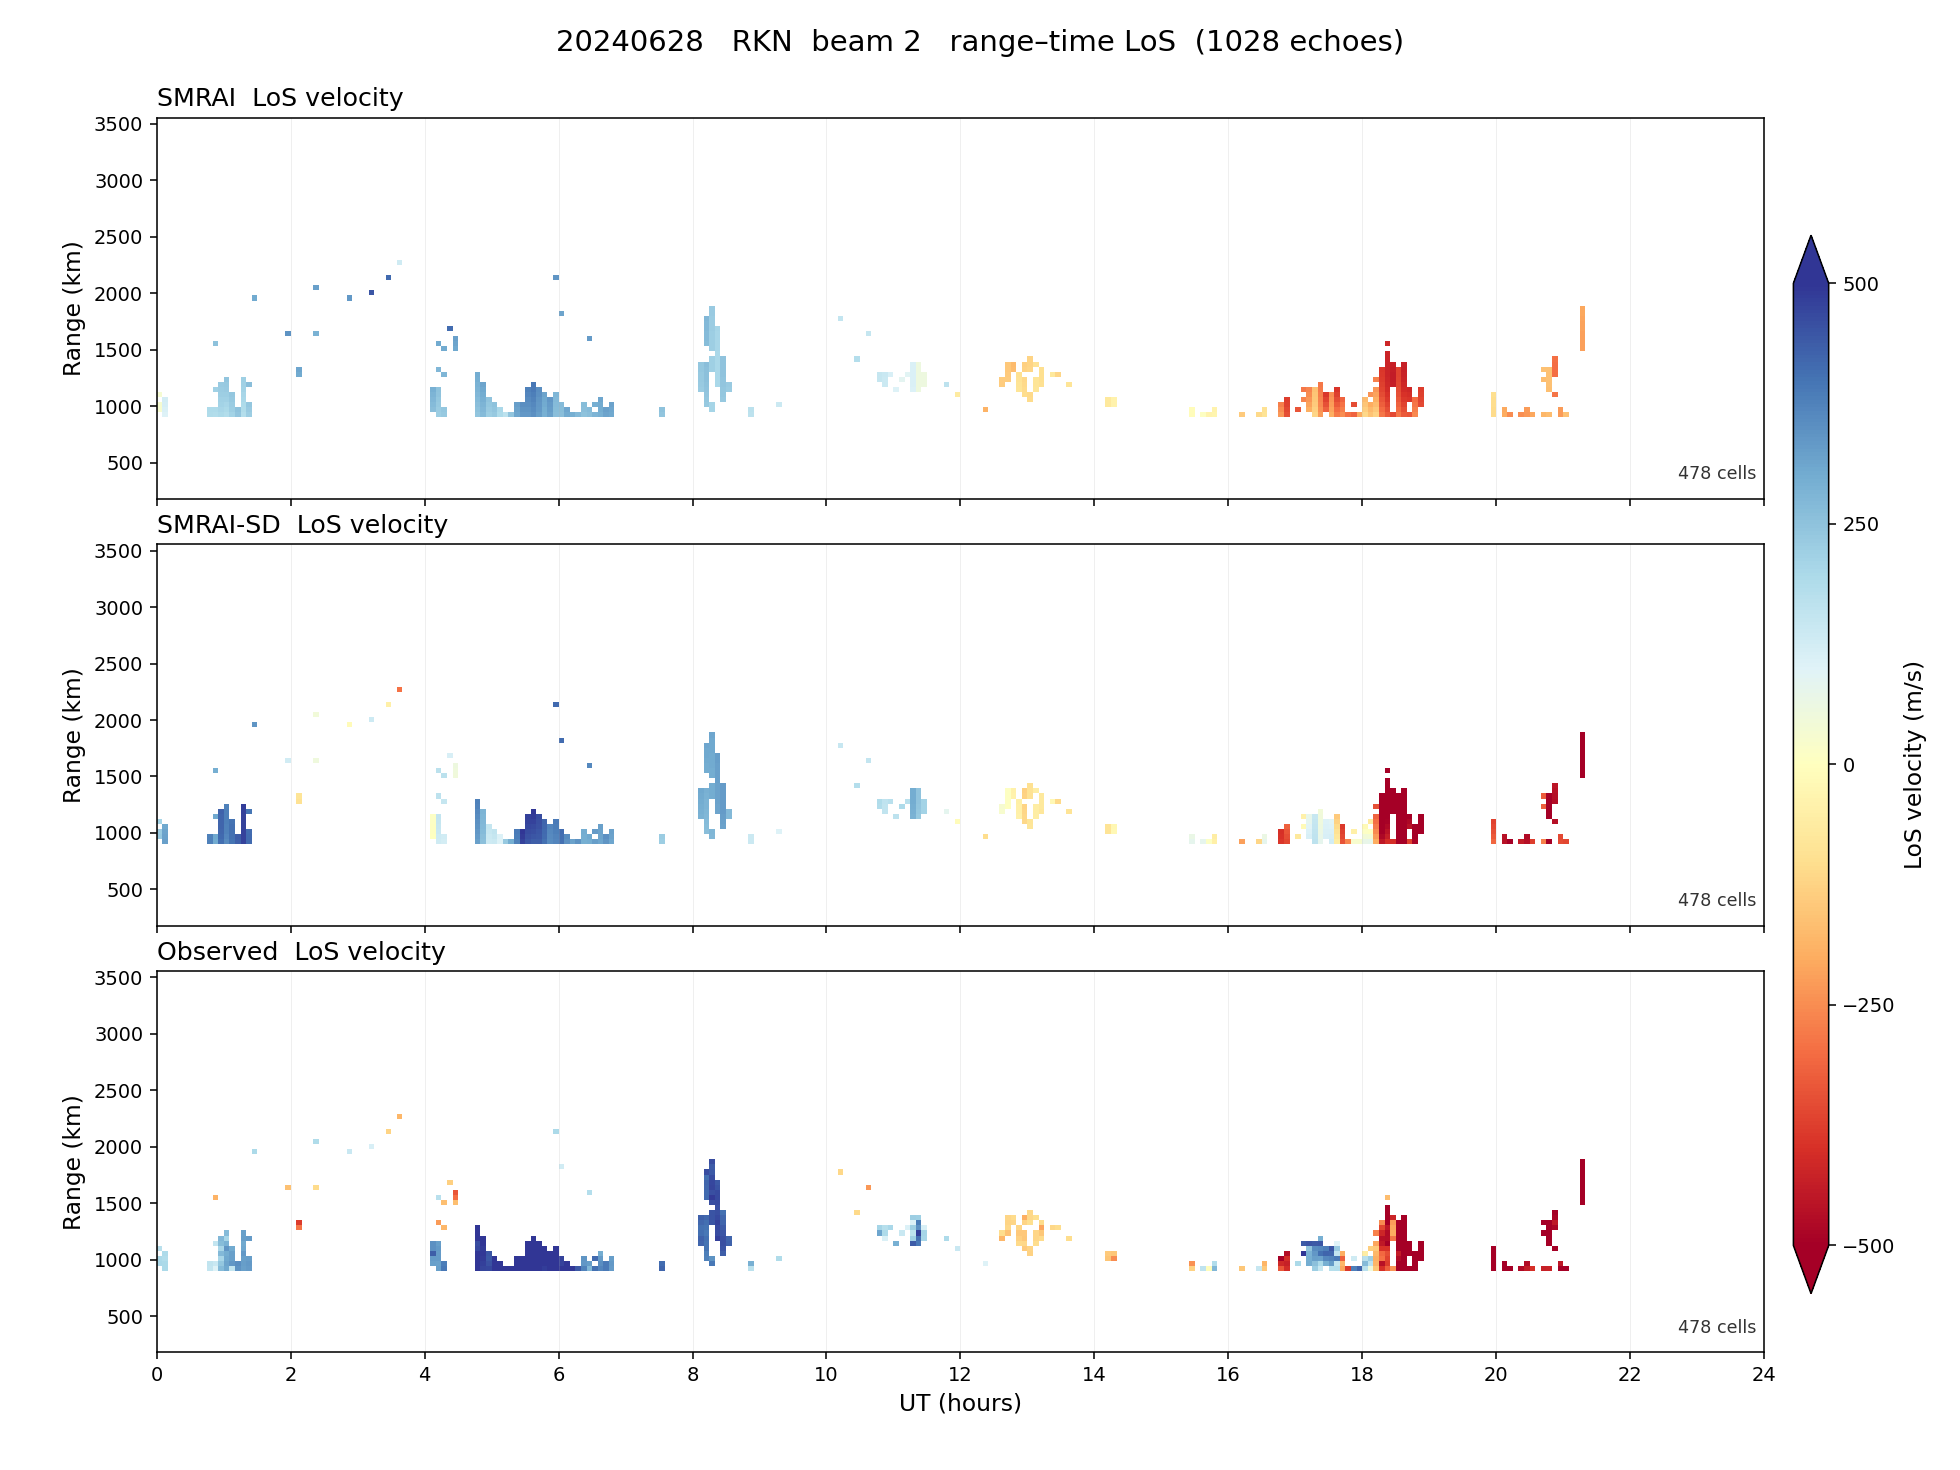 20240628   RKN  beam 2   range–time LoS  (1028 echoes)
SMRAI  LoS velocity
3500
3000
2500
2000
1500
1000
500
Range (km)
478 cells
SMRAI-SD  LoS velocity
3500
3000
2500
2000
1500
1000
500
Range (km)
478 cells
Observed  LoS velocity
3500
3000
2500
2000
1500
1000
500
Range (km)
478 cells
0 2 4 6 8 10 12 14 16 18 20 22 24
UT (hours)
500
250
0
−250
−500
LoS velocity (m/s)